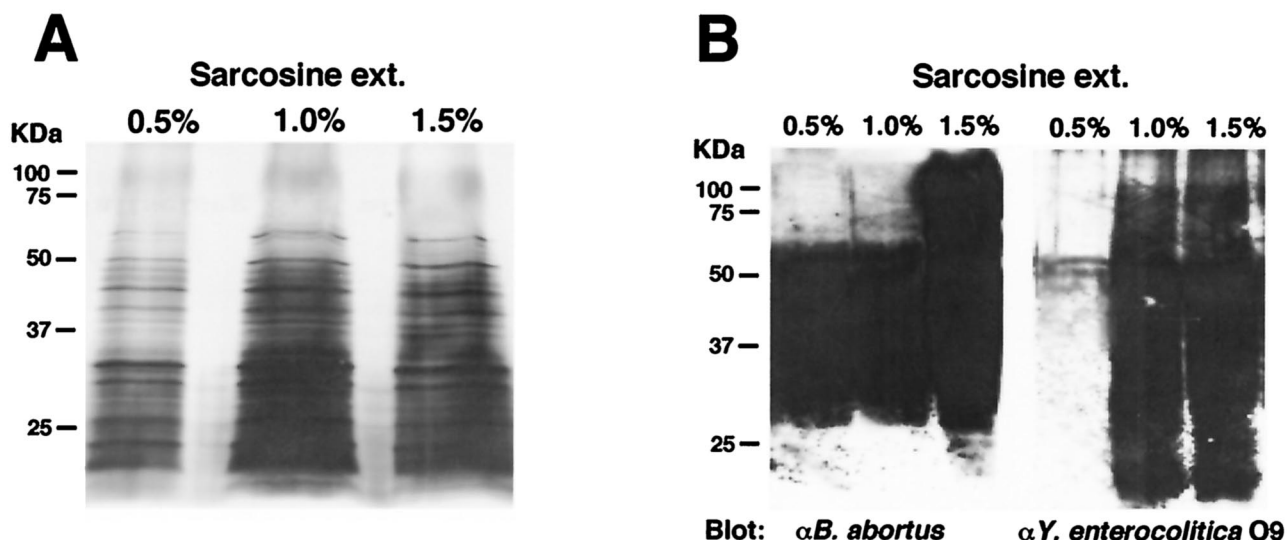 A
Sarcosine ext.
0.5% 1.0% 1.5%
KDa
100
75
50
37
25
B
Sarcosine ext.
0.5% 1.0% 1.5% 0.5% 1.0% 1.5%
KDa
100
75
50
37
25
Blot: αB. abortus αY. enterocolitica O9